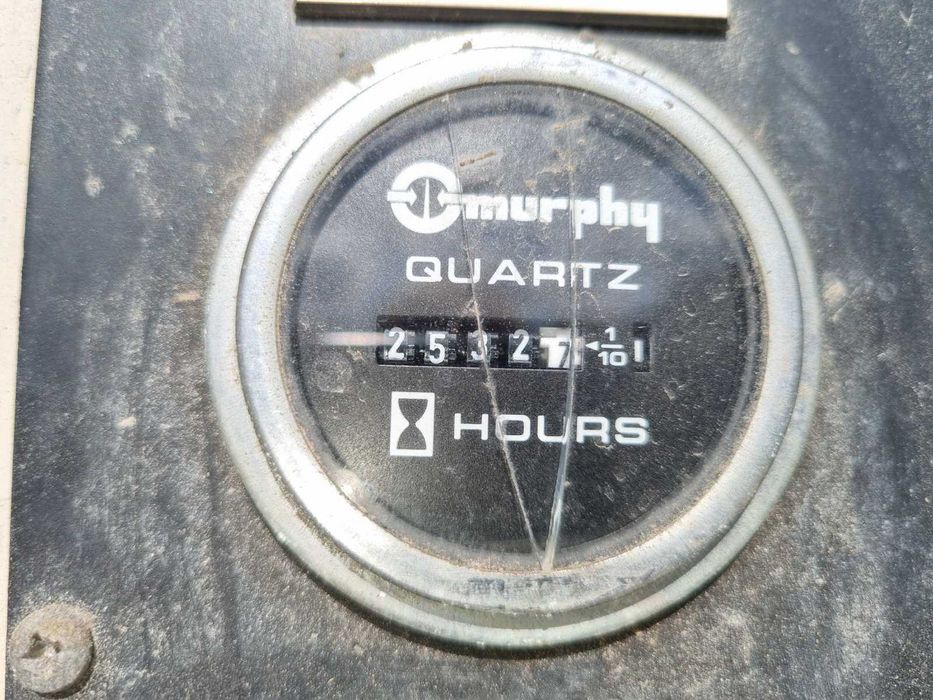 murphy
QUARTZ
25327 1/10
HOURS